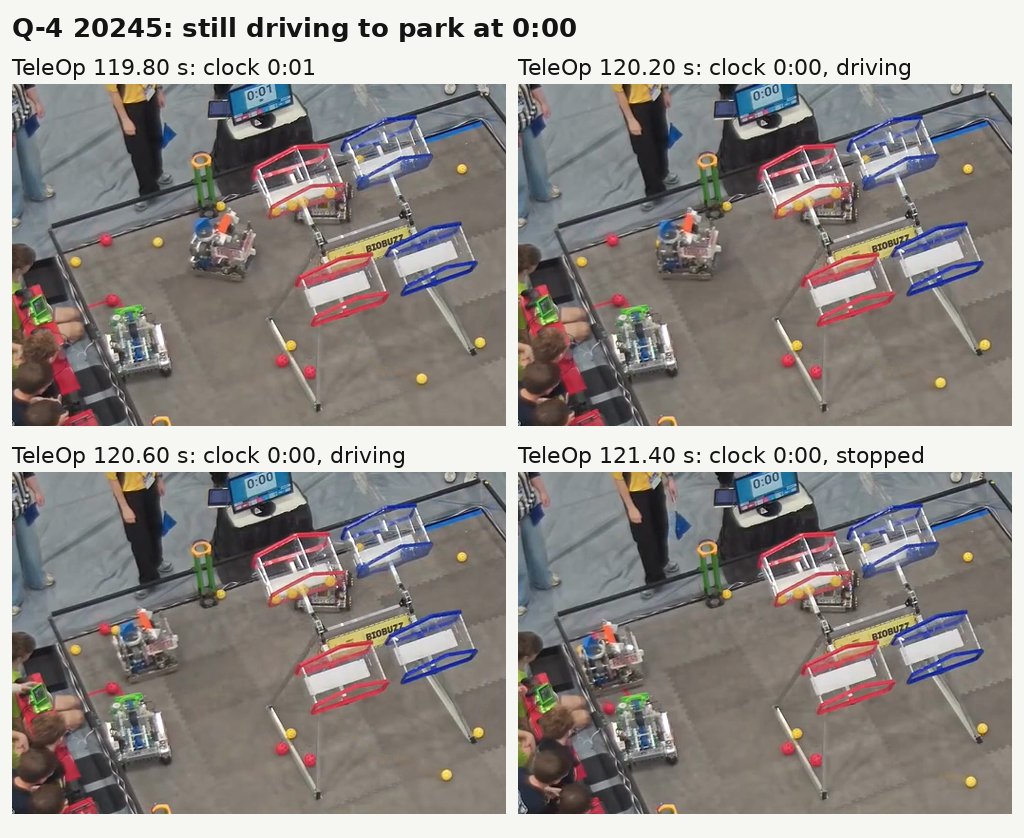 Q-4 20245: still driving to park at 0:00
TeleOp 119.80 s: clock 0:01
TeleOp 120.20 s: clock 0:00, driving
0:01
0:00
BIOBUZZ
BIOBUZZ
TeleOp 120.60 s: clock 0:00, driving
TeleOp 121.40 s: clock 0:00, stopped
0:00
0:00
BIOBUZZ
BIOBUZZ